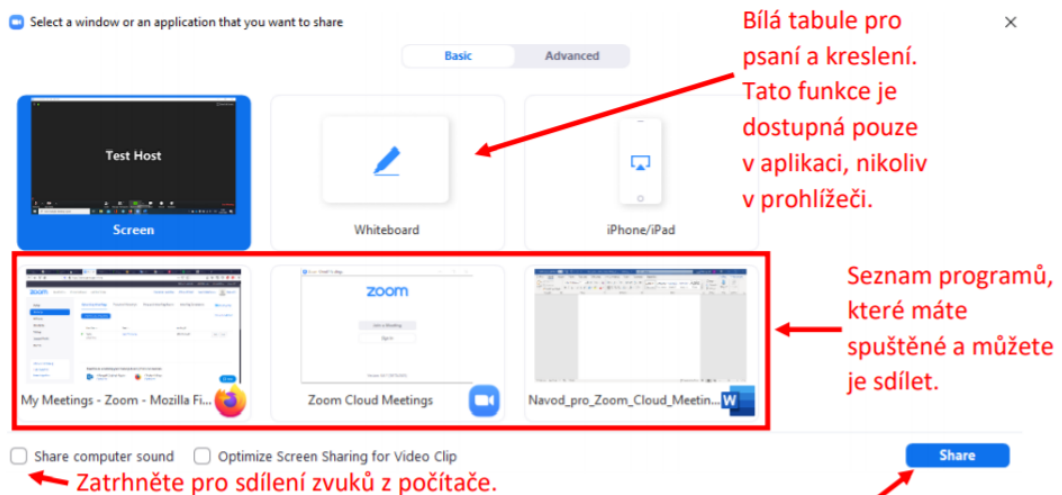 Select a window or an application that you want to share
Basic
Advanced
Bílá tabule pro
psaní a kreslení.
Tato funkce je
dostupná pouze
v aplikaci, nikoliv
v prohlížeči.
Test Host
Screen
Whiteboard
iPhone/iPad
zoom
zoom
Seznam programů,
které máte
spuštěné a můžete
je sdílet.
My Meetings - Zoom - Mozilla Fi...
Zoom Cloud Meetings
Navod_pro_Zoom_Cloud_Meetin...
W
Share computer sound
Optimize Screen Sharing for Video Clip
Share
Zatrhněte pro sdílení zvuků z počítače.